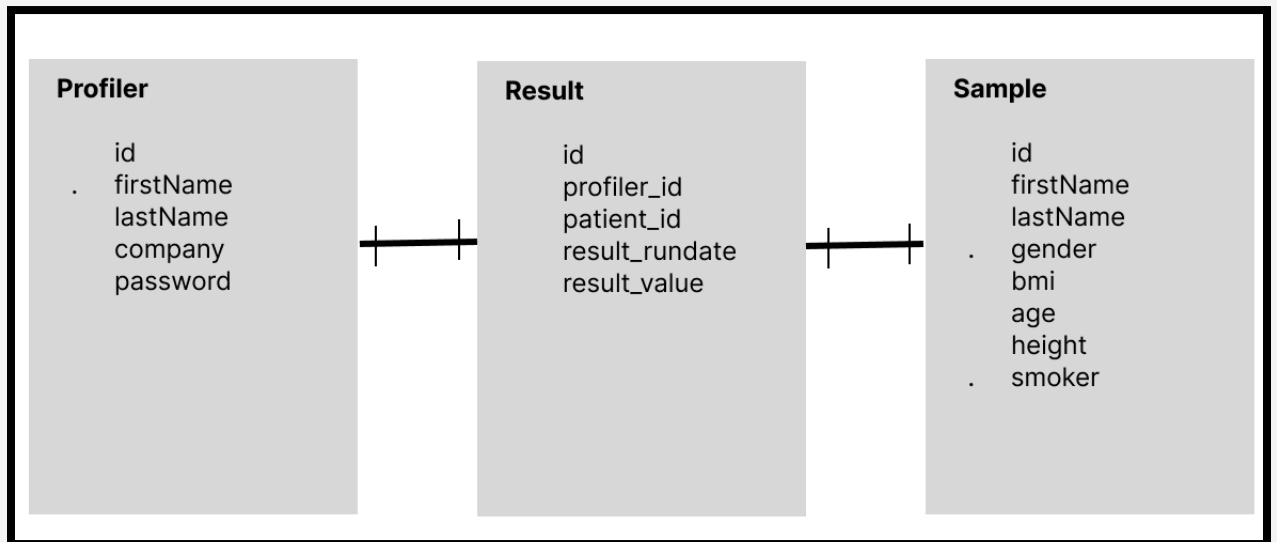 Profiler
id
. firstName
lastName
company
password
Result
id
profiler_id
patient_id
result_rundate
result_value
Sample
id
firstName
lastName
. gender
bmi
age
height
. smoker